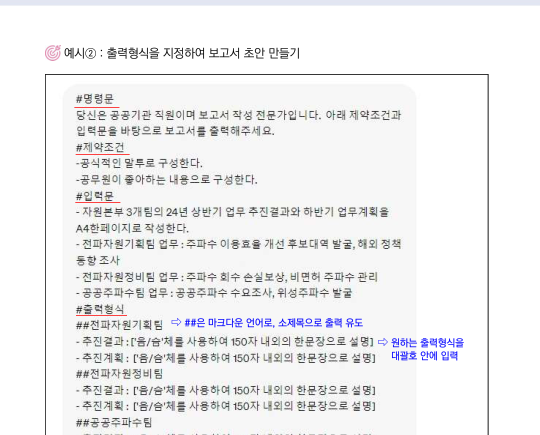 예시② : 출력형식을 지정하여 보고서 초안 만들기
#명령문
당신은 공공기관 직원이며 보고서 작성 전문가입니다. 아래 제약조건과
입력문을 바탕으로 보고서를 출력해주세요.
#제약조건
-공식적인 말투로 구성한다.
-공무원이 좋아하는 내용으로 구성한다.
#입력문
- 자원본부 3개팀의 24년 상반기 업무 추진결과와 하반기 업무계획을
A4한페이지로 작성한다.
- 전파자원기획팀 업무 : 주파수 이용효율 개선 후보대역 발굴, 해외 정책
동향 조사
- 전파자원정비팀 업무 : 주파수 회수 손실보상, 비면허 주파수 관리
- 공공주파수팀 업무 : 공공주파수 수요조사, 위성주파수 발굴
#출력형식
##전파자원기획팀 ⇨ ##은 마크다운 언어로, 소제목으로 출력 유도
- 추진결과 : ['음/슴'체를 사용하여 150자 내외의 한문장으로 설명] ⇨ 원하는 출력형식을
- 추진계획 : ['음/슴'체를 사용하여 150자 내외의 한문장으로 설명] 대괄호 안에 입력
##전파자원정비팀
- 추진결과 : ['음/슴'체를 사용하여 150자 내외의 한문장으로 설명]
- 추진계획 : ['음/슴'체를 사용하여 150자 내외의 한문장으로 설명]
##공공주파수팀